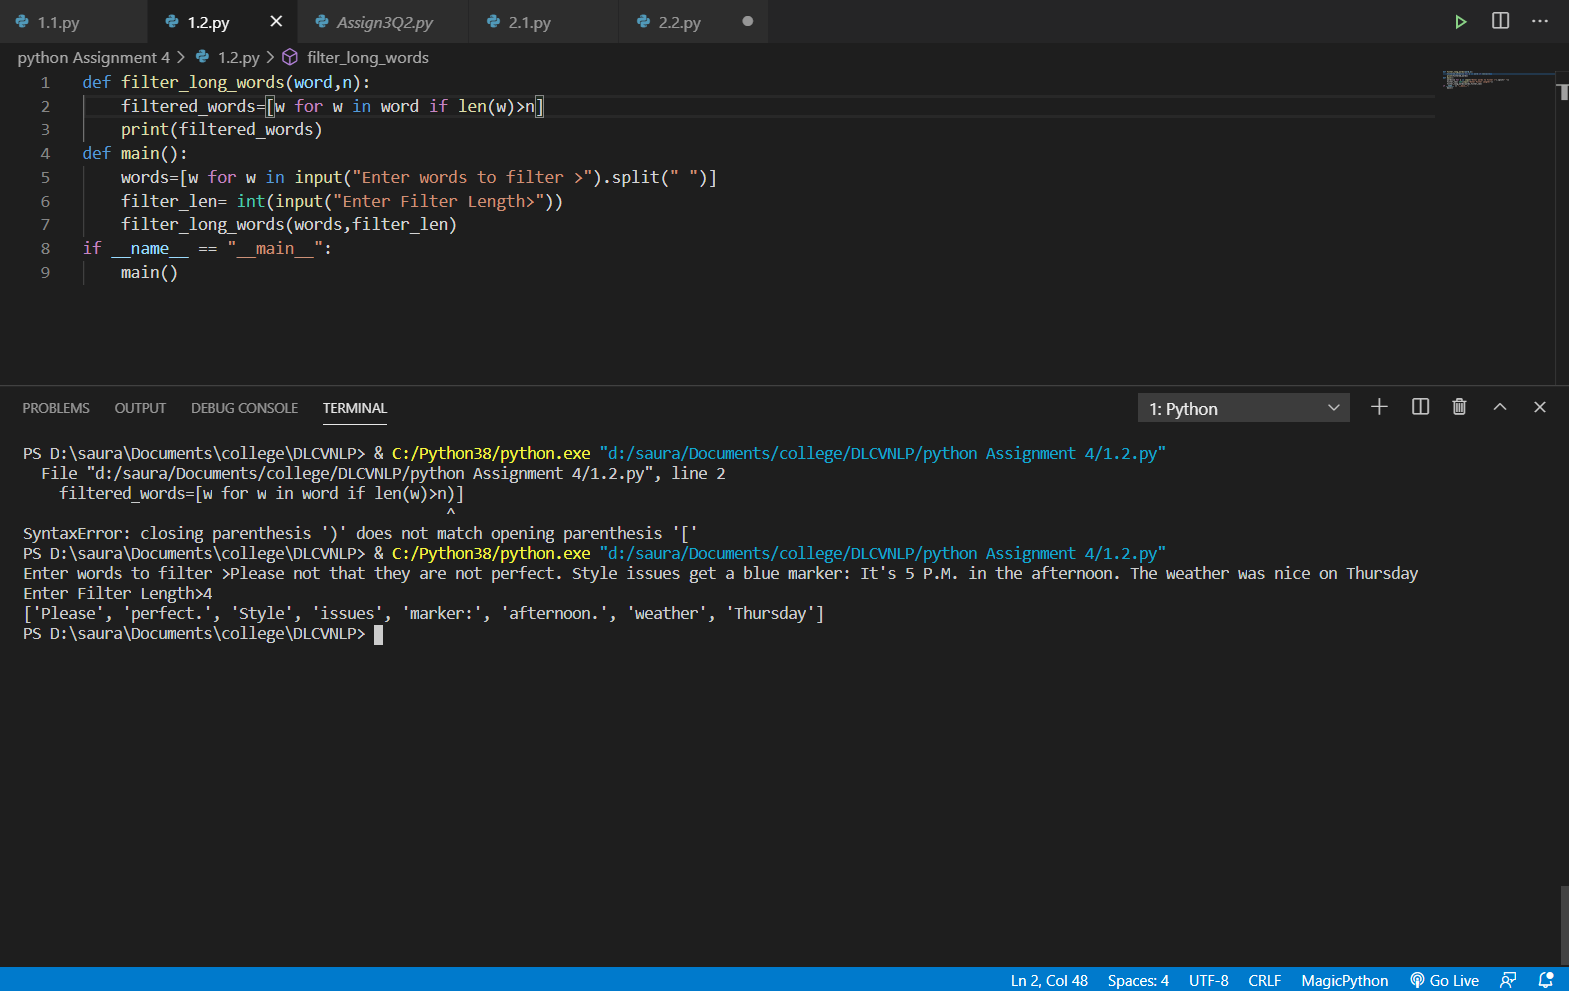 1.1.py 1.2.py Assign3Q2.py 2.1.py 2.2.py
python Assignment 4 > 1.2.py > filter_long_words
1 def filter_long_words(word,n):
2     filtered_words=[w for w in word if len(w)>n]
3     print(filtered_words)
4 def main():
5     words=[w for w in input("Enter words to filter >").split(" ")]
6     filter_len= int(input("Enter Filter Length>"))
7     filter_long_words(words,filter_len)
8 if __name__ == "__main__":
9     main()
PROBLEMS OUTPUT DEBUG CONSOLE TERMINAL 1: Python
PS D:\saura\Documents\college\DLCVNLP> & C:/Python38/python.exe "d:/saura/Documents/college/DLCVNLP/python Assignment 4/1.2.py"
  File "d:/saura/Documents/college/DLCVNLP/python Assignment 4/1.2.py", line 2
    filtered_words=[w for w in word if len(w)>n)]
                                               ^
SyntaxError: closing parenthesis ')' does not match opening parenthesis '['
PS D:\saura\Documents\college\DLCVNLP> & C:/Python38/python.exe "d:/saura/Documents/college/DLCVNLP/python Assignment 4/1.2.py"
Enter words to filter >Please not that they are not perfect. Style issues get a blue marker: It's 5 P.M. in the afternoon. The weather was nice on Thursday
Enter Filter Length>4
['Please', 'perfect.', 'Style', 'issues', 'marker:', 'afternoon.', 'weather', 'Thursday']
PS D:\saura\Documents\college\DLCVNLP>
Ln 2, Col 48 Spaces: 4 UTF-8 CRLF MagicPython Go Live